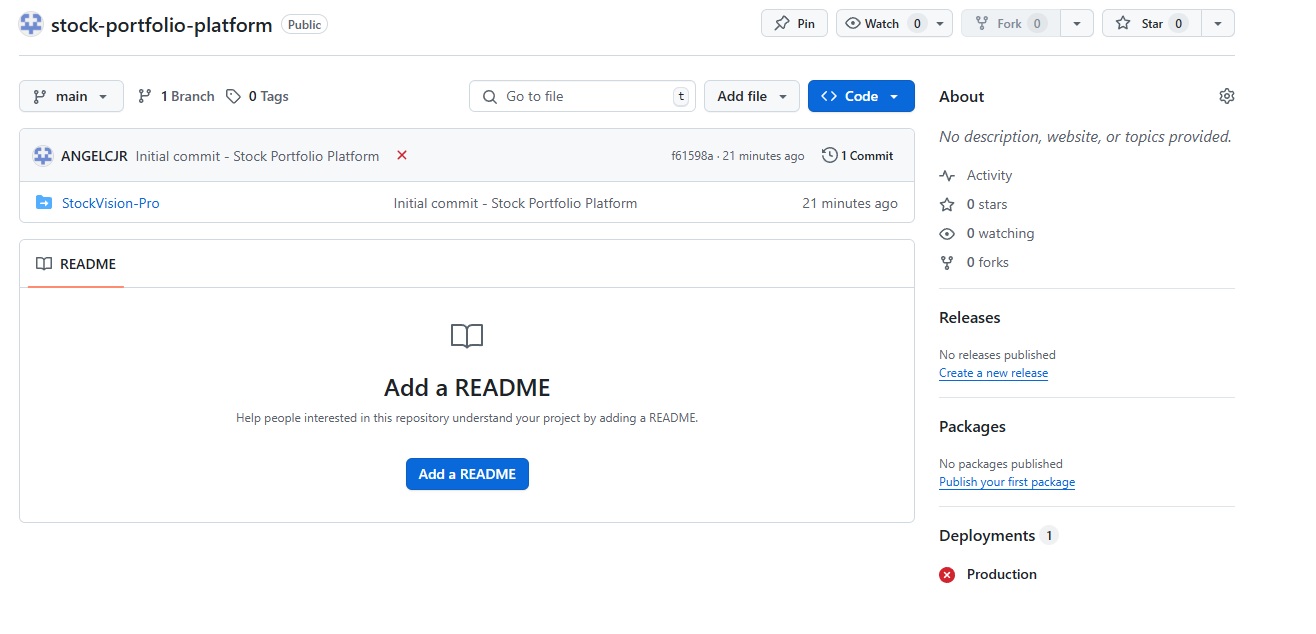 stock-portfolio-platform Public Pin Watch 0 Fork 0 Star 0
main 1 Branch 0 Tags Go to file t Add file Code
ANGELCJR Initial commit - Stock Portfolio Platform f61598a · 21 minutes ago 1 Commit
StockVision-Pro Initial commit - Stock Portfolio Platform 21 minutes ago
README
Add a README
Help people interested in this repository understand your project by adding a README.
Add a README
About
No description, website, or topics provided.
Activity
0 stars
0 watching
0 forks
Releases
No releases published
Create a new release
Packages
No packages published
Publish your first package
Deployments 1
Production